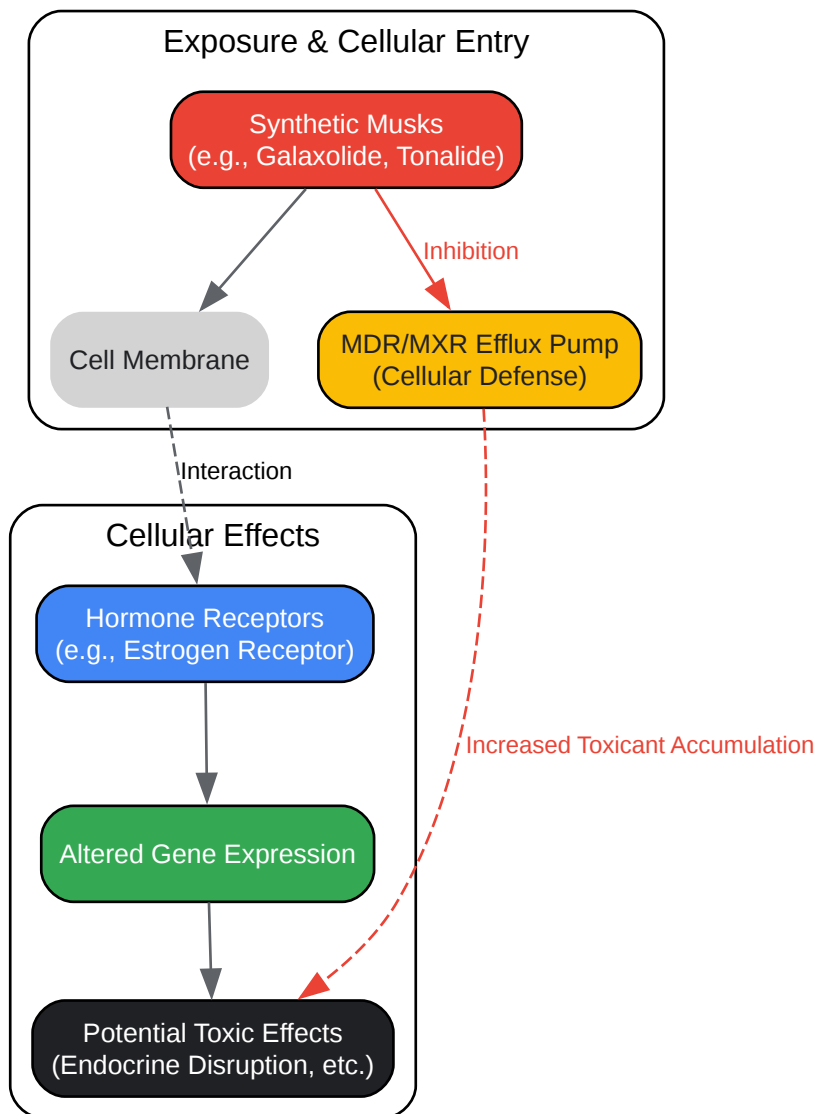 Exposure & Cellular Entry
Synthetic Musks
(e.g., Galaxolide, Tonalide)
Inhibition
Cell Membrane
MDR/MXR Efflux Pump
(Cellular Defense)
Interaction
Cellular Effects
Hormone Receptors
(e.g., Estrogen Receptor)
Increased Toxicant Accumulation
Altered Gene Expression
Potential Toxic Effects
(Endocrine Disruption, etc.)